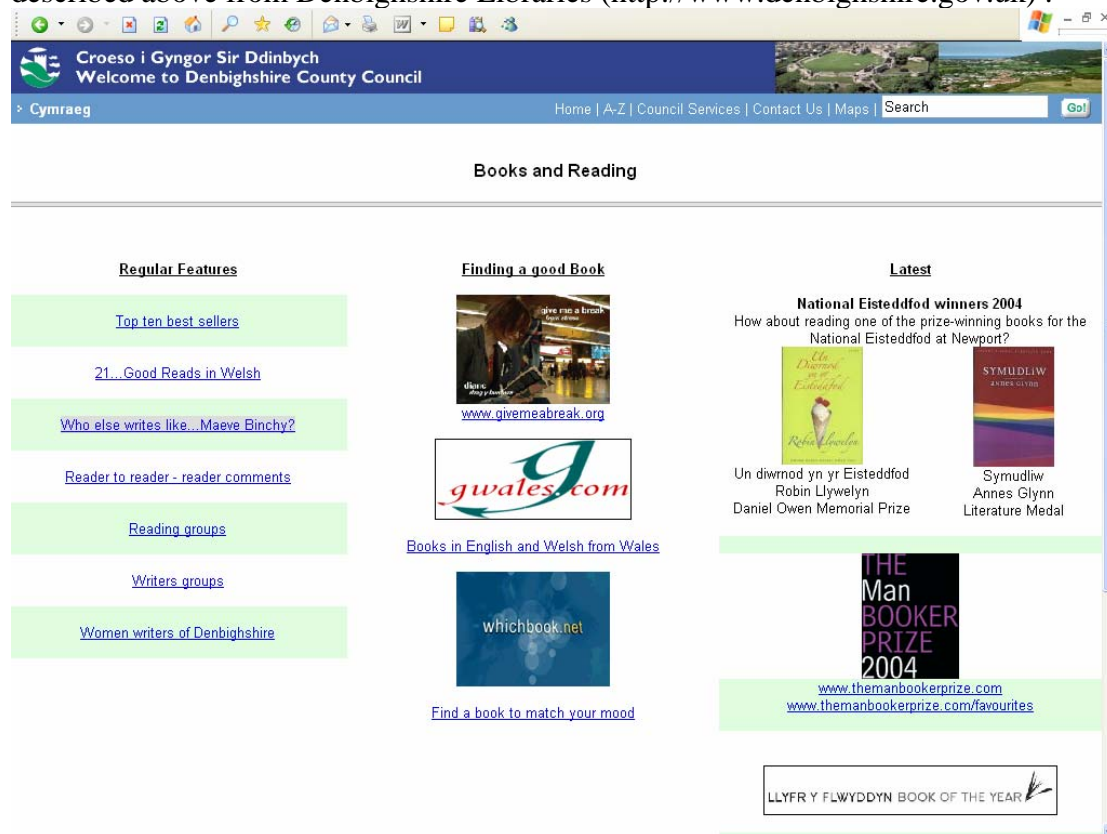 described above from Denbighshire Libraries (http://www.denbighshire.gov.uk) .
Croeso i Gyngor Sir Ddinbych
Welcome to Denbighshire County Council
> Cymraeg
Home | A-Z | Council Services | Contact Us | Maps | Search Go!
Books and Reading
Regular Features
Top ten best sellers
21...Good Reads in Welsh
Who else writes like...Maeve Binchy?
Reader to reader - reader comments
Reading groups
Writers groups
Women writers of Denbighshire
Finding a good Book
give me a break
diane
www.givemeabreak.org
gwales.com
Books in English and Welsh from Wales
whichbook.net
Find a book to match your mood
Latest
National Eisteddfod winners 2004
How about reading one of the prize-winning books for the
National Eisteddfod at Newport?
Un
Diwrnod
yn yr
Eisteddfod
Robin Llywelyn
SYMUDLIW
ANNES GLYNN
Un diwrnod yn yr Eisteddfod
Robin Llywelyn
Daniel Owen Memorial Prize
Symudliw
Annes Glynn
Literature Medal
THE
Man
BOOKER
PRIZE
2004
www.themanbookerprize.com
www.themanbookerprize.com/favourites
LLYFR Y FLWYDDYN BOOK OF THE YEAR